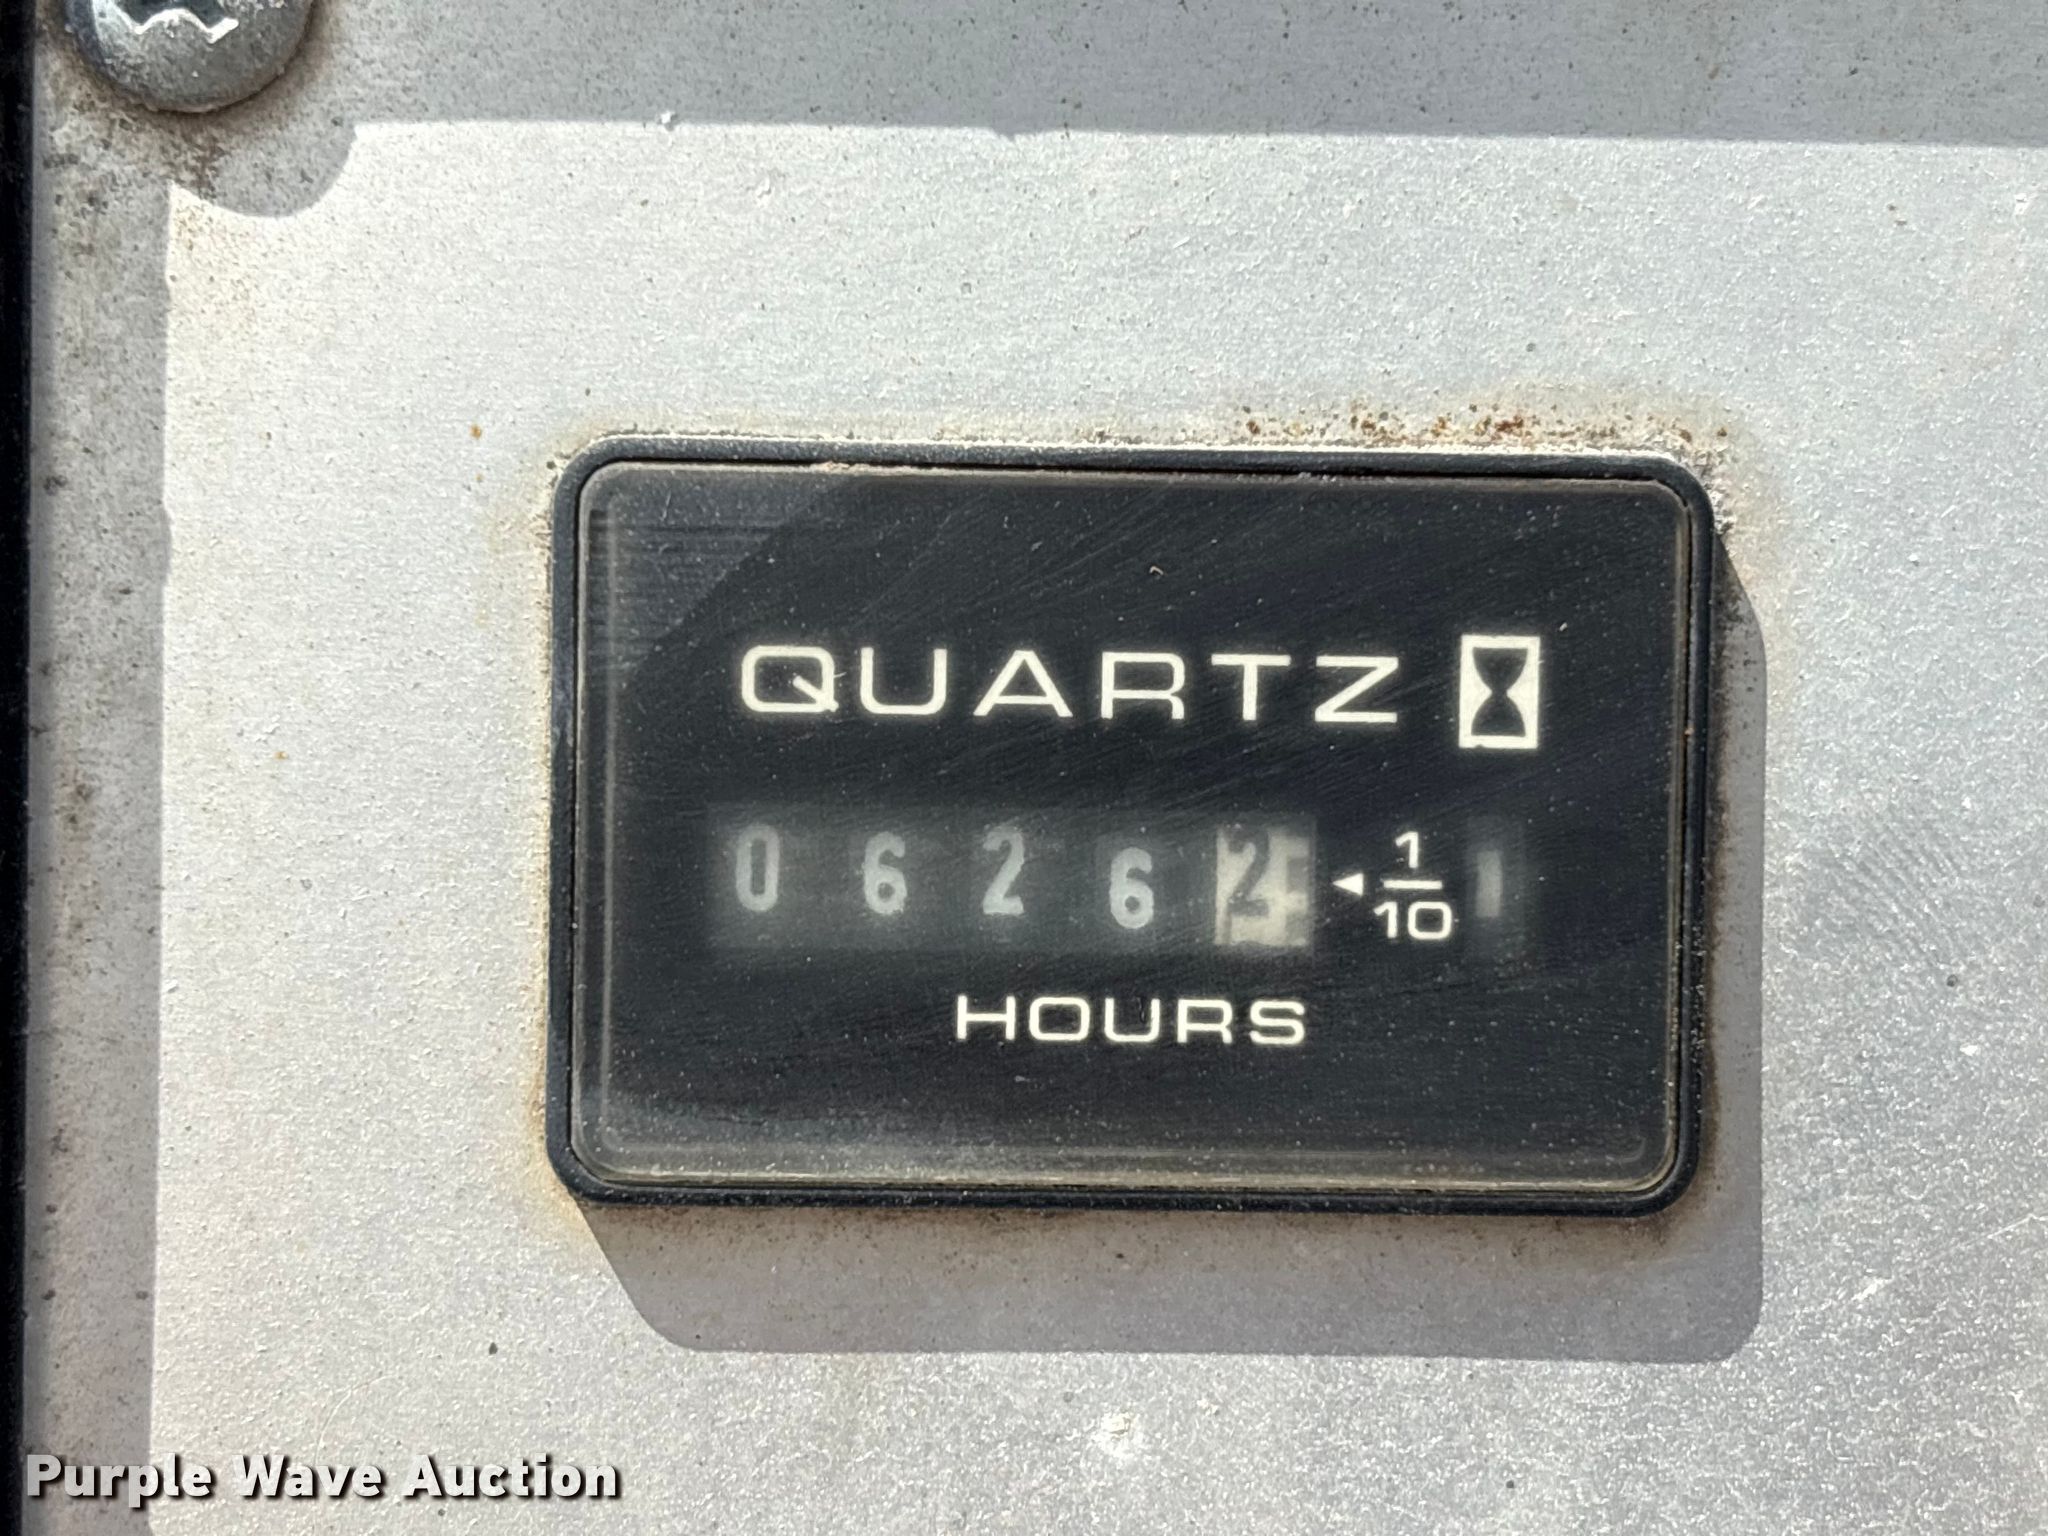 QUARTZ
0 6 2 6 2 ◄ 1/10
HOURS
Purple Wave Auction